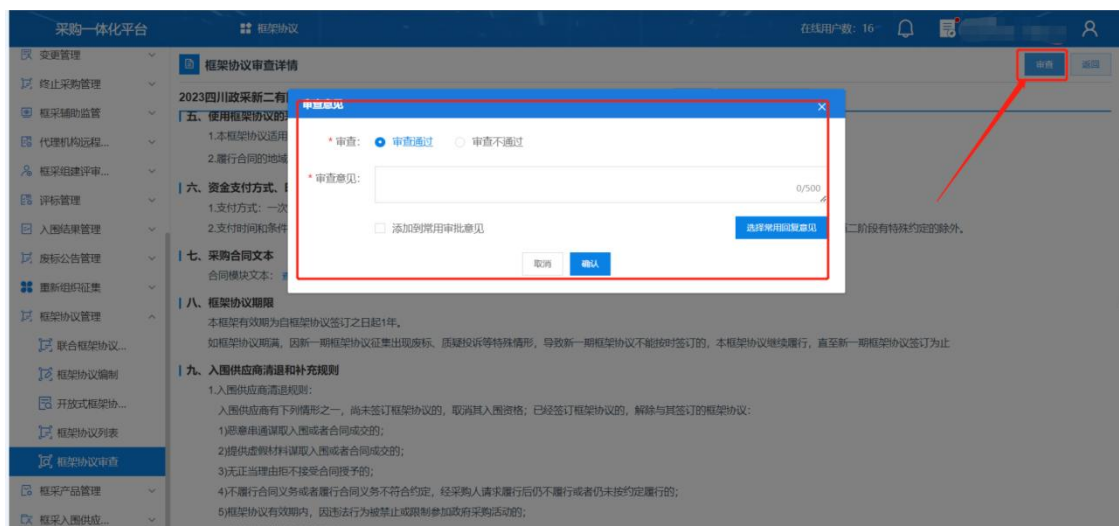 采购一体化平台
框架协议
在线用户数：16
变更管理
终止采购管理
框采辅助监管
代理机构远程...
框采组建评审...
评标管理
入围结果管理
废标公告管理
重新组织征集
框架协议管理
联合框架协议...
框架协议编制
开放式框架协...
框架协议列表
框架协议审查
框采产品管理
框采入围供应...
框架协议审查详情
审查
返回
2023四川政采新二有
五、使用框架协议的
1.本框架协议适用
2.履行合同的地域
六、资金支付方式、
1.支付方式：一次
2.支付时间和条件
二阶段有特殊约定的除外。
七、采购合同文本
合同模块文本：
审查意见
* 审查：
审查通过
审查不通过
* 审查意见：
0/500
添加到常用审批意见
选择常用回复意见
取消
确认
八、框架协议期限
本框架有效期为自框架协议签订之日起1年。
如框架协议期满，因新一期框架协议征集出现废标、质疑投诉等特殊情形，导致新一期框架协议不能按时签订的，本框架协议继续履行，直至新一期框架协议签订为止
九、入围供应商清退和补充规则
1.入围供应商清退规则：
入围供应商有下列情形之一，尚未签订框架协议的，取消其入围资格；已经签订框架协议的，解除与其签订的框架协议：
1)恶意串通谋取入围或者合同成交的；
2)提供虚假材料谋取入围或者合同成交的；
3)无正当理由拒不接受合同授予的；
4)不履行合同义务或者履行合同义务不符合约定，经采购人请求履行后仍不履行或者仍未按约定履行的；
5)框架协议有效期内，因违法行为被禁止或限制参加政府采购活动的；